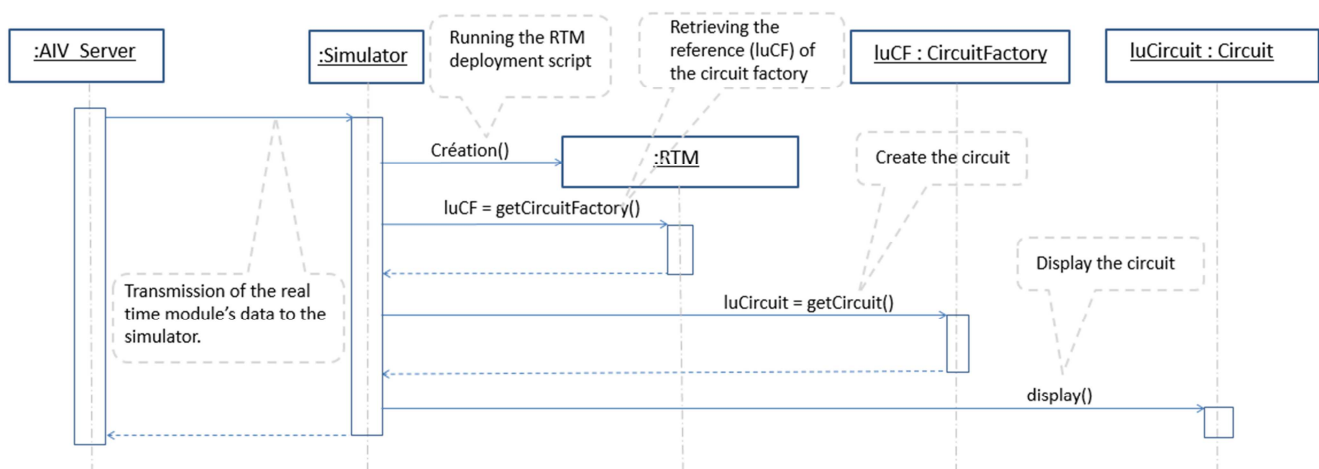 :AIV Server
:Simulator
Running the RTM
deployment script
Retrieving the
reference (luCF) of
the circuit factory
luCF : CircuitFactory
luCircuit : Circuit
Création()
:RTM
Create the circuit
luCF = getCircuitFactory()
Display the circuit
Transmission of the real
time module's data to the
simulator.
luCircuit = getCircuit()
display()